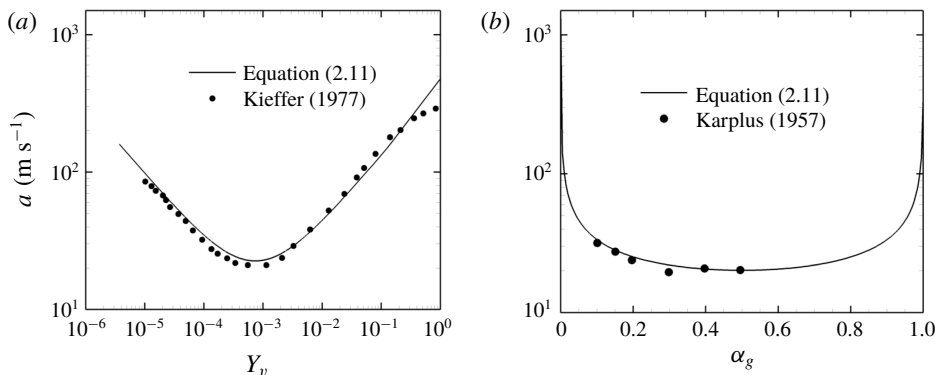 (a)
10³
Equation (2.11)
Kieffer (1977)
a (m s⁻¹)
10²
10¹
10⁻⁶ 10⁻⁵ 10⁻⁴ 10⁻³ 10⁻² 10⁻¹ 10⁰
Yᵥ
(b)
10³
Equation (2.11)
Karplus (1957)
10²
10¹
0 0.2 0.4 0.6 0.8 1.0
α_g